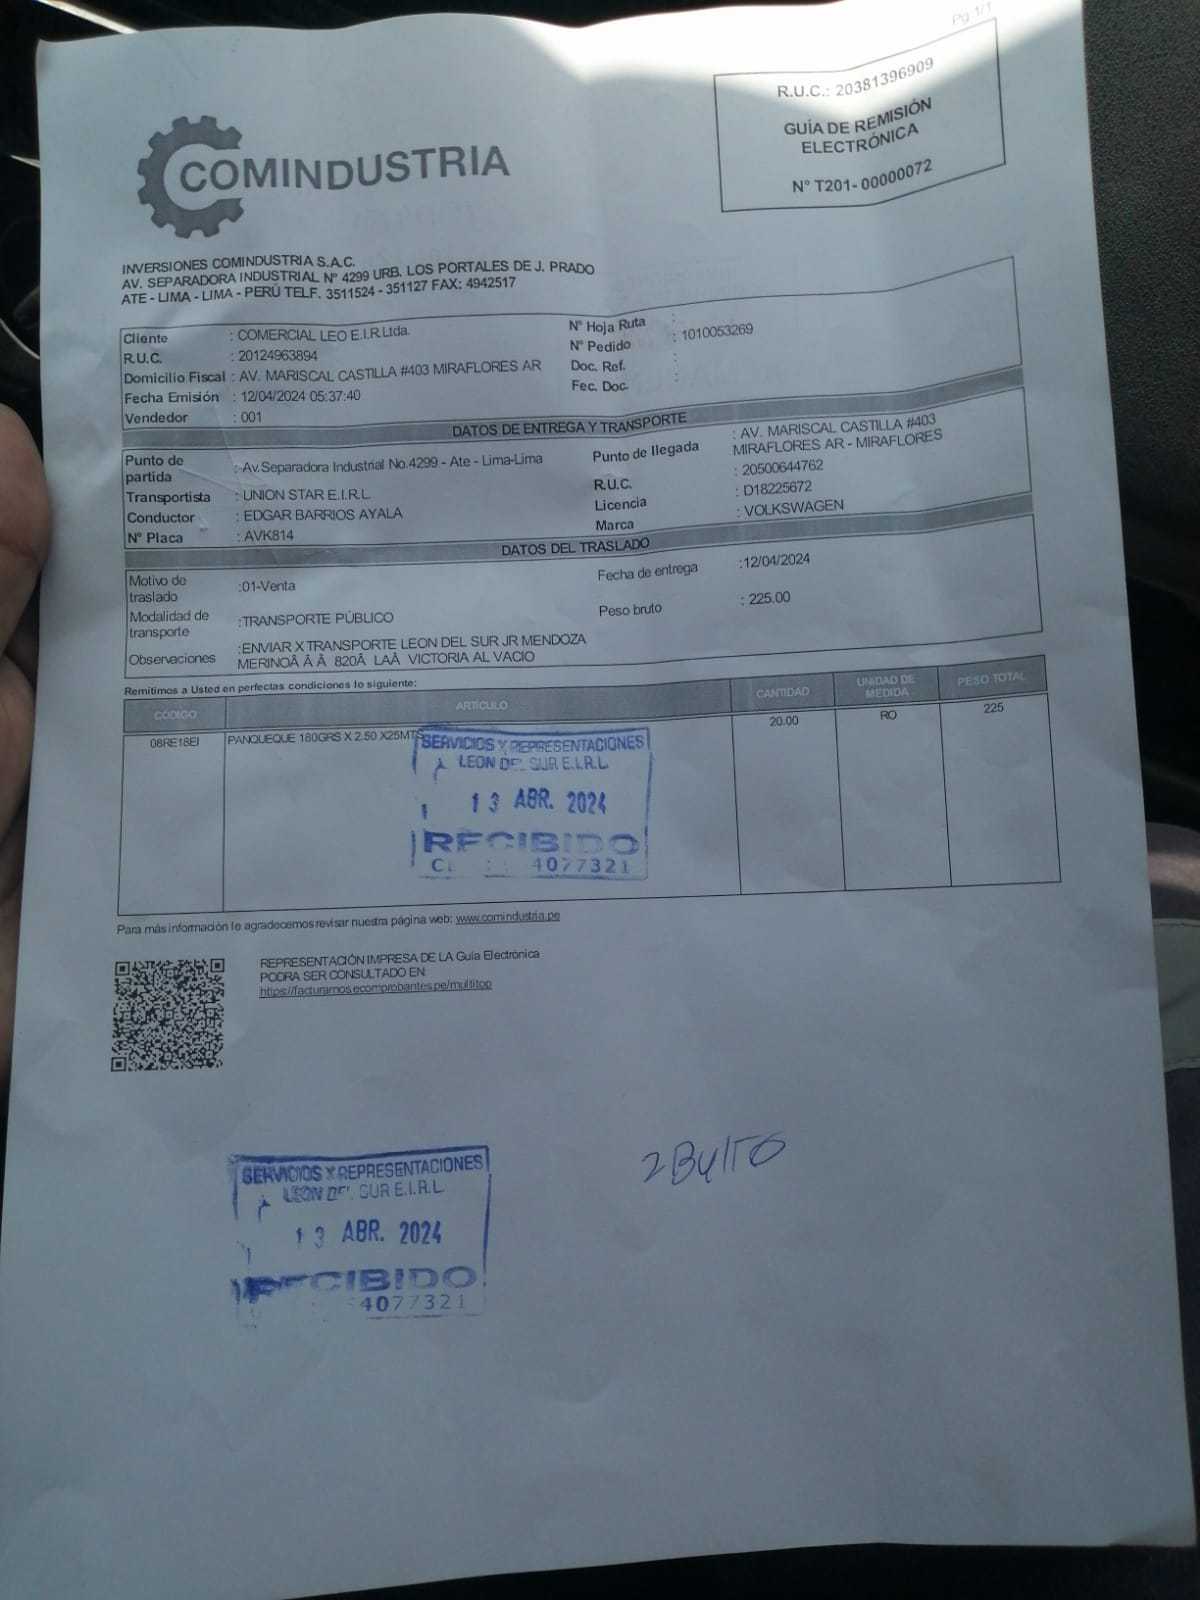 Pg 1/1
R.U.C.: 20381396909
GUÍA DE REMISIÓN
ELECTRÓNICA
N° T201- 00000072
COMINDUSTRIA
INVERSIONES COMINDUSTRIA S.A.C.
AV. SEPARADORA INDUSTRIAL N° 4299 URB. LOS PORTALES DE J. PRADO
ATE - LIMA - LIMA - PERÚ TELF. 3511524 - 351127 FAX: 4942517
Cliente : COMERCIAL LEO E.I.R.Ltda.
R.U.C. : 20124963894
Domicilio Fiscal : AV. MARISCAL CASTILLA #403 MIRAFLORES AR
Fecha Emisión : 12/04/2024 05:37:40
Vendedor : 001
N° Hoja Ruta :
N° Pedido : 1010053269
Doc. Ref. :
Fec. Doc. :
DATOS DE ENTREGA Y TRANSPORTE
Punto de partida : Av.Separadora Industrial No.4299 - Ate - Lima-Lima
Transportista : UNION STAR E.I.R.L
Conductor : EDGAR BARRIOS AYALA
N° Placa : AVK814
Punto de llegada : AV. MARISCAL CASTILLA #403
MIRAFLORES AR - MIRAFLORES
R.U.C. : 20500644762
Licencia : D18225672
Marca : VOLKSWAGEN
DATOS DEL TRASLADO
Motivo de traslado :01-Venta
Modalidad de transporte :TRANSPORTE PÚBLICO
Observaciones :ENVIAR X TRANSPORTE LEON DEL SUR JR MENDOZA
MERINOÂ Â Â 820Â LAÂ VICTORIA AL VACIO
Fecha de entrega :12/04/2024
Peso bruto : 225.00
Remitimos a Usted en perfectas condiciones lo siguiente:
CÓDIGO ARTÍCULO CANTIDAD UNIDAD DE MEDIDA PESO TOTAL
08RE18EI PANQUEQUE 180GRS X 2.50 X25MTS 20.00 RO 225
SERVICIOS Y REPRESENTACIONES
LEON DEL SUR E.I.R.L
13 ABR. 2024
RECIBIDO
4077321
Para más información le agradecemos revisar nuestra página web: www.comindustria.pe
REPRESENTACIÓN IMPRESA DE LA Guía Electrónica
PODRA SER CONSULTADO EN:
https://facturamos.ecomprobantes.pe/multitop
SERVICIOS Y REPRESENTACIONES
LEON DEL SUR E.I.R.L
13 ABR. 2024
RECIBIDO
4077321
2 Bulto